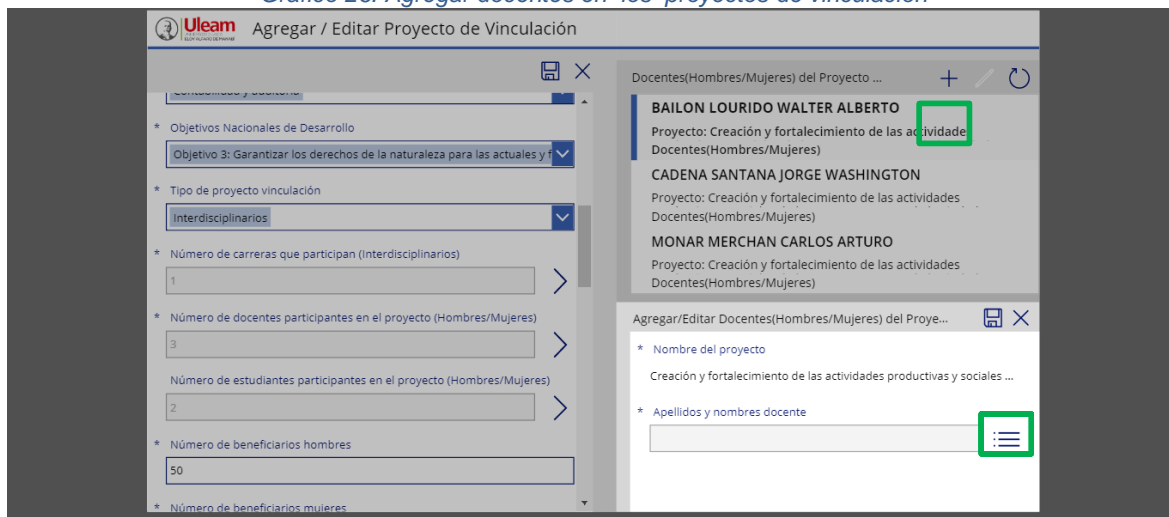 Gráfico 28: Agregar docentes en los proyectos de vinculación
Uleam
Agregar / Editar Proyecto de Vinculación
Contabilidad y auditoría
* Objetivos Nacionales de Desarrollo
Objetivo 3: Garantizar los derechos de la naturaleza para las actuales y f
* Tipo de proyecto vinculación
Interdisciplinarios
* Número de carreras que participan (Interdisciplinarios)
1
* Número de docentes participantes en el proyecto (Hombres/Mujeres)
3
Número de estudiantes participantes en el proyecto (Hombres/Mujeres)
2
* Número de beneficiarios hombres
50
* Número de beneficiarios mujeres
Docentes(Hombres/Mujeres) del Proyecto ...
BAILON LOURIDO WALTER ALBERTO
Proyecto: Creación y fortalecimiento de las actividades
Docentes(Hombres/Mujeres)
CADENA SANTANA JORGE WASHINGTON
Proyecto: Creación y fortalecimiento de las actividades
Docentes(Hombres/Mujeres)
MONAR MERCHAN CARLOS ARTURO
Proyecto: Creación y fortalecimiento de las actividades
Docentes(Hombres/Mujeres)
Agregar/Editar Docentes(Hombres/Mujeres) del Proye...
* Nombre del proyecto
Creación y fortalecimiento de las actividades productivas y sociales ...
* Apellidos y nombres docente